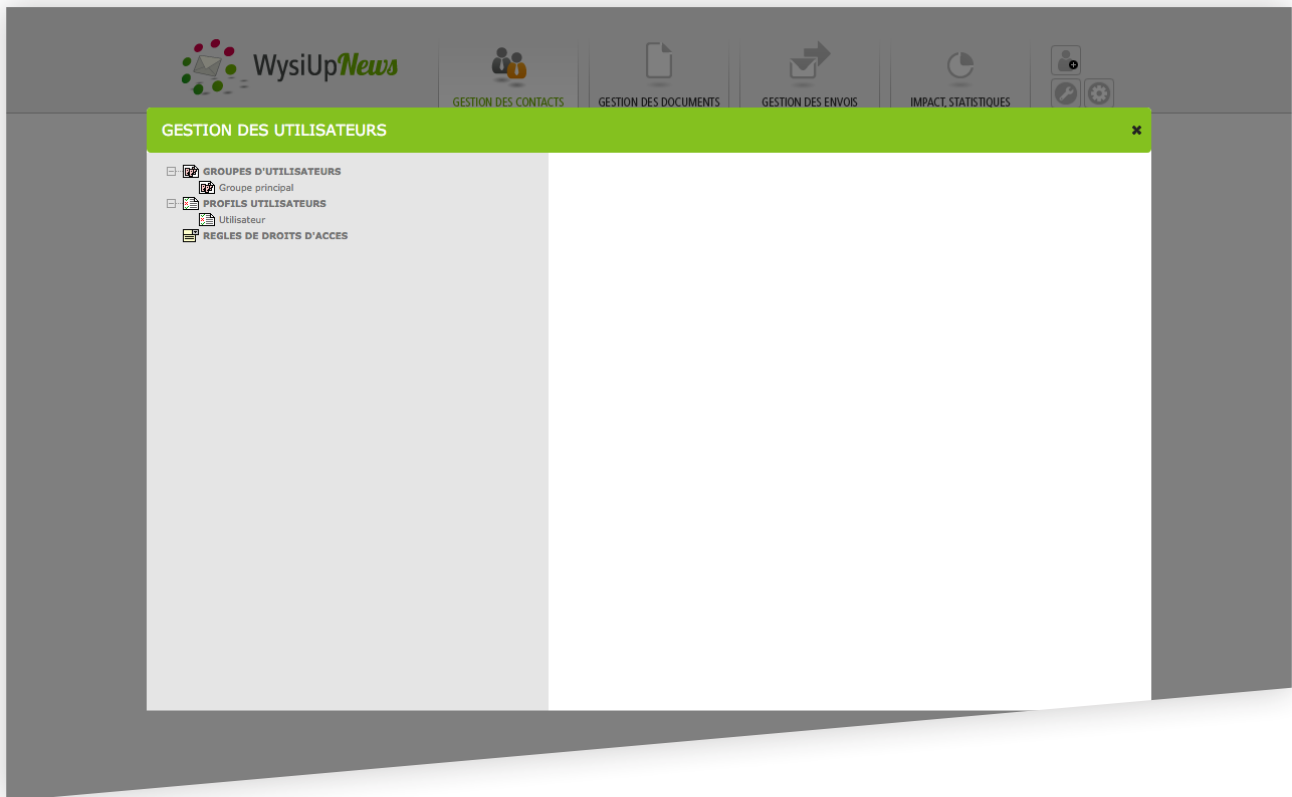 WysiUpNews
GESTION DES CONTACTS
GESTION DES DOCUMENTS
GESTION DES ENVOIS
IMPACT, STATISTIQUES
GESTION DES UTILISATEURS
GROUPES D'UTILISATEURS
Groupe principal
PROFILS UTILISATEURS
Utilisateur
REGLES DE DROITS D'ACCES